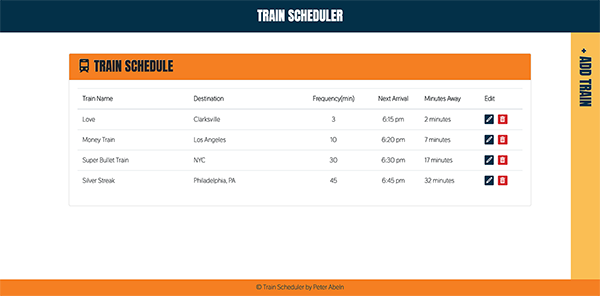 TRAIN SCHEDULER
+ ADD TRAIN
TRAIN SCHEDULE
Train Name Destination Frequency(min) Next Arrival Minutes Away Edit
Love Clarksville 3 6:15 pm 2 minutes
Money Train Los Angeles 10 6:20 pm 7 minutes
Super Bullet Train NYC 30 6:30 pm 17 minutes
Silver Streak Philadelphia, PA 45 6:45 pm 32 minutes
© Train Scheduler by Peter Abeln